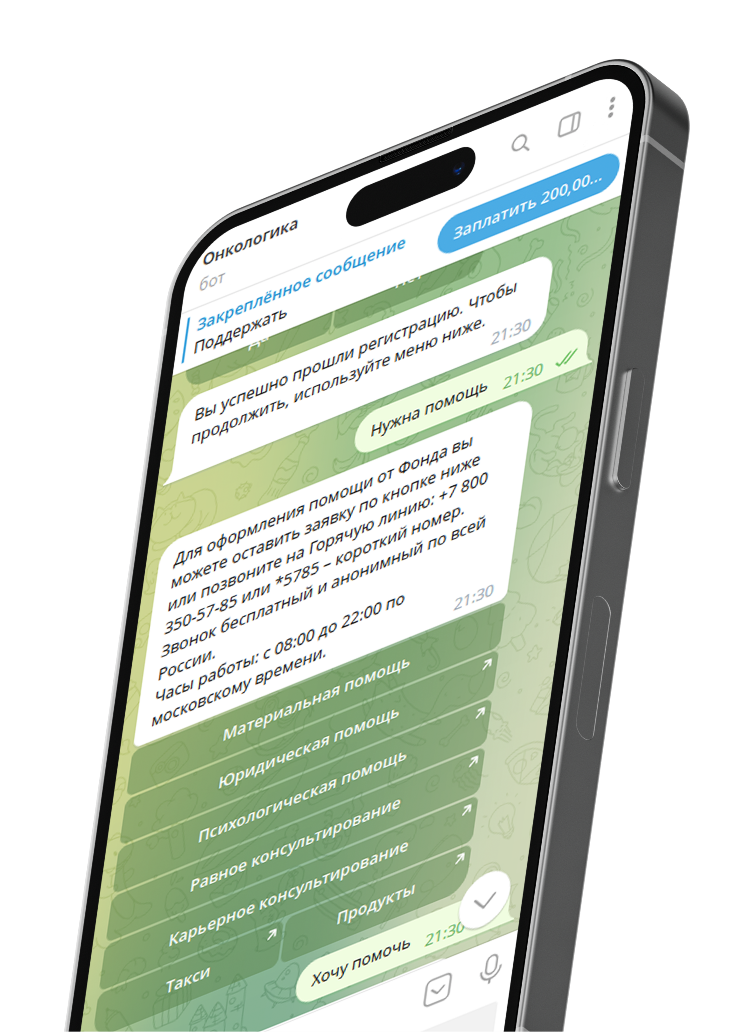 Онкологика
бот
Закреплённое сообщение
Поддержать
Заплатить 200,00...
Да
Нет
Вы успешно прошли регистрацию. Чтобы
продолжить, используйте меню ниже.
21:30
Нужна помощь 21:30
Для оформления помощи от Фонда вы
можете оставить заявку по кнопке ниже
или позвоните на Горячую линию: +7 800
350-57-85 или *5785 – короткий номер.
Звонок бесплатный и анонимный по всей
России.
Часы работы: с 08:00 до 22:00 по
московскому времени.
21:30
Материальная помощь
Юридическая помощь
Психологическая помощь
Равное консультирование
Карьерное консультирование
Такси
Продукты
Хочу помочь 21:30